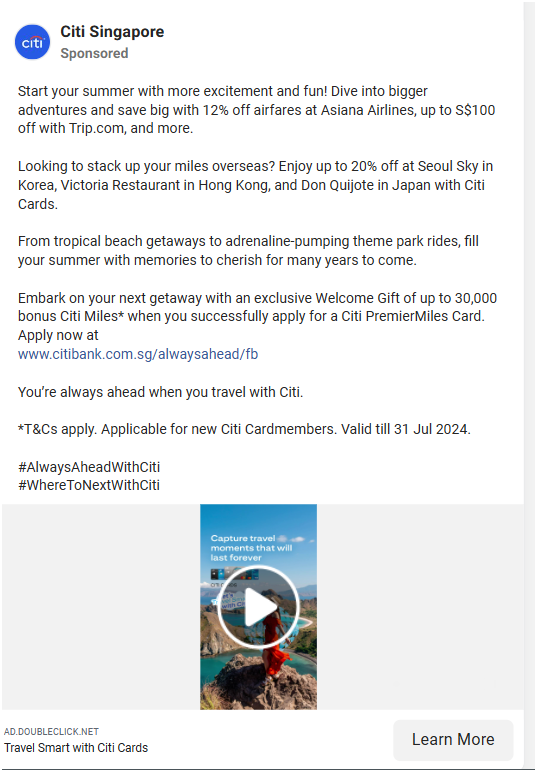 citi
Citi Singapore
Sponsored
Start your summer with more excitement and fun! Dive into bigger
adventures and save big with 12% off airfares at Asiana Airlines, up to S$100
off with Trip.com, and more.
Looking to stack up your miles overseas? Enjoy up to 20% off at Seoul Sky in
Korea, Victoria Restaurant in Hong Kong, and Don Quijote in Japan with Citi
Cards.
From tropical beach getaways to adrenaline-pumping theme park rides, fill
your summer with memories to cherish for many years to come.
Embark on your next getaway with an exclusive Welcome Gift of up to 30,000
bonus Citi Miles* when you successfully apply for a Citi PremierMiles Card.
Apply now at
www.citibank.com.sg/alwaysahead/fb
You’re always ahead when you travel with Citi.
*T&Cs apply. Applicable for new Citi Cardmembers. Valid till 31 Jul 2024.
#AlwaysAheadWithCiti
#WhereToNextWithCiti
Capture travel
moments that will
last forever
AD.DOUBLECLICK.NET
Travel Smart with Citi Cards
Learn More